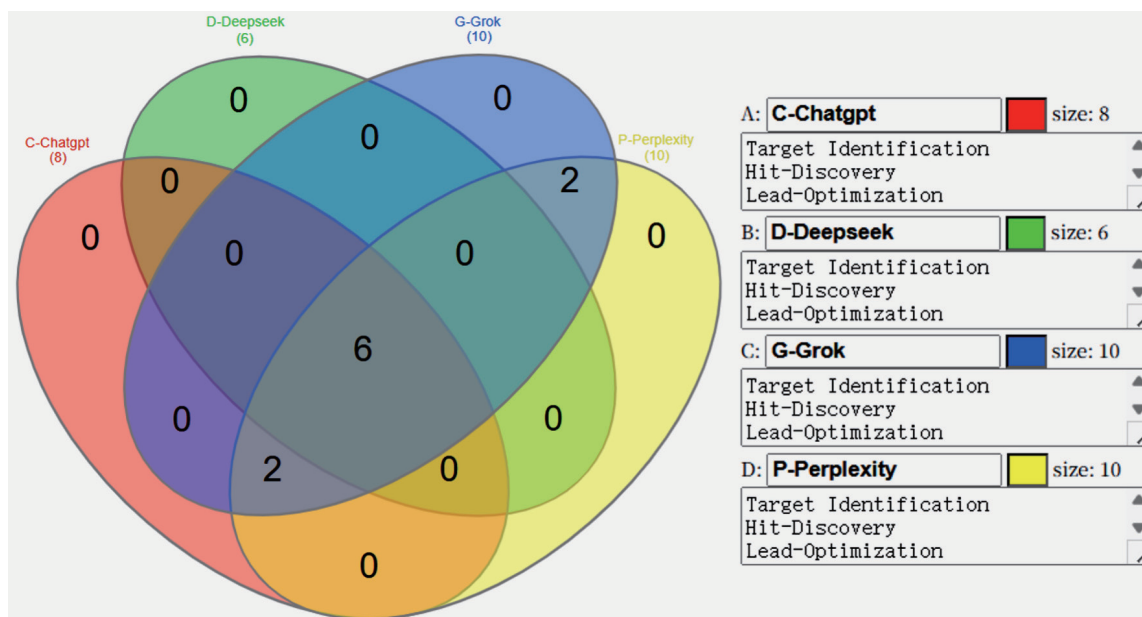 D-Deepseek
(6)
G-Grok
(10)
C-Chatgpt
(8)
P-Perplexity
(10)
0
0
0
0
2
0
0
0
0
6
0
0
2
0
0
A: C-Chatgpt size: 8
Target Identification
Hit-Discovery
Lead-Optimization
B: D-Deepseek size: 6
Target Identification
Hit-Discovery
Lead-Optimization
C: G-Grok size: 10
Target Identification
Hit-Discovery
Lead-Optimization
D: P-Perplexity size: 10
Target Identification
Hit-Discovery
Lead-Optimization